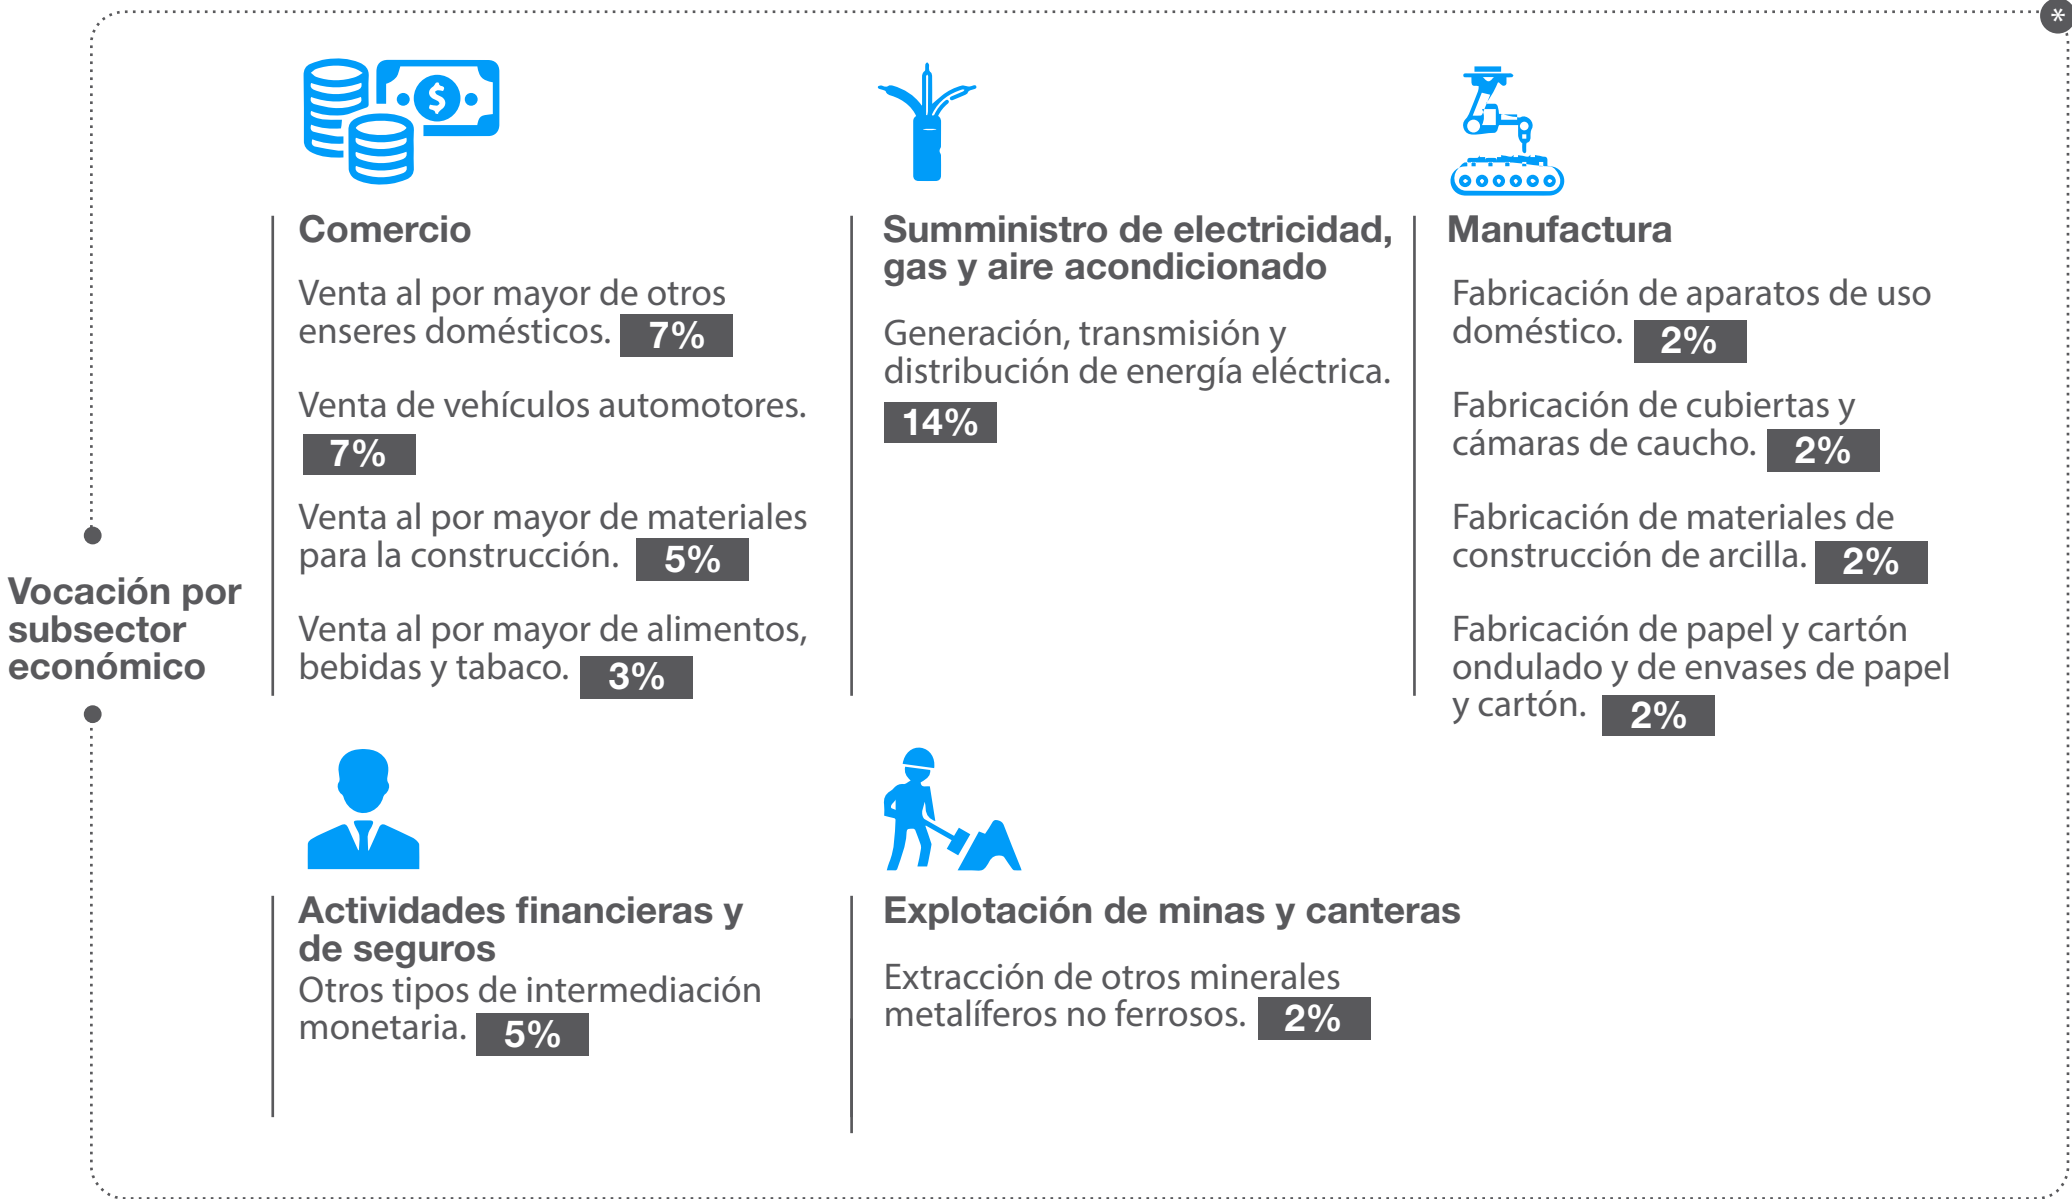 *
Vocación por
subsector
económico
Comercio
Venta al por mayor de otros
enseres domésticos. 7%
Venta de vehículos automotores.
7%
Venta al por mayor de materiales
para la construcción. 5%
Venta al por mayor de alimentos,
bebidas y tabaco. 3%
Sumministro de electricidad,
gas y aire acondicionado
Generación, transmisión y
distribución de energía eléctrica.
14%
Manufactura
Fabricación de aparatos de uso
doméstico. 2%
Fabricación de cubiertas y
cámaras de caucho. 2%
Fabricación de materiales de
construcción de arcilla. 2%
Fabricación de papel y cartón
ondulado y de envases de papel
y cartón. 2%
Actividades financieras y
de seguros
Otros tipos de intermediación
monetaria. 5%
Explotación de minas y canteras
Extracción de otros minerales
metalíferos no ferrosos. 2%